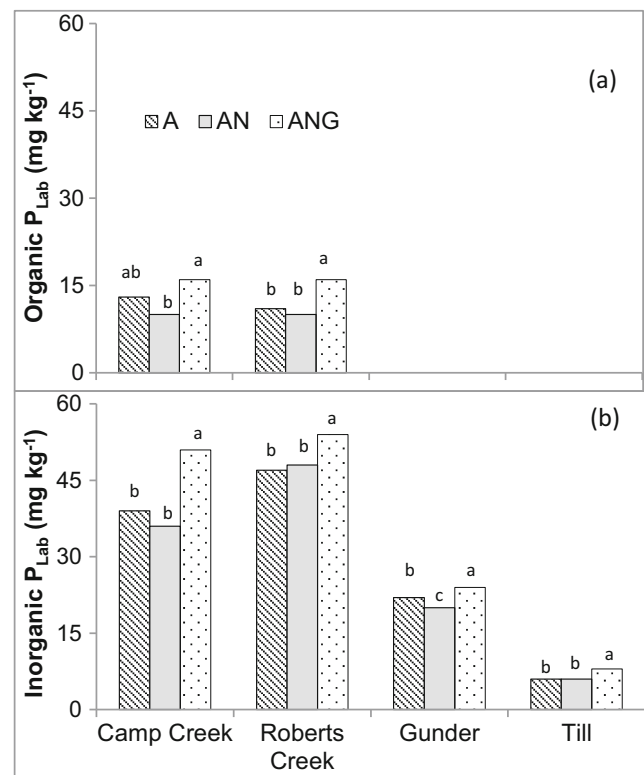 60
(a)
45
A AN ANG
30
15
0
ab b a b b a
Organic P_Lab (mg kg⁻¹)
60
(b)
45
30
15
0
b b a b b a b c a b b a
Inorganic P_Lab (mg kg⁻¹)
Camp Creek Roberts Creek Gunder Till